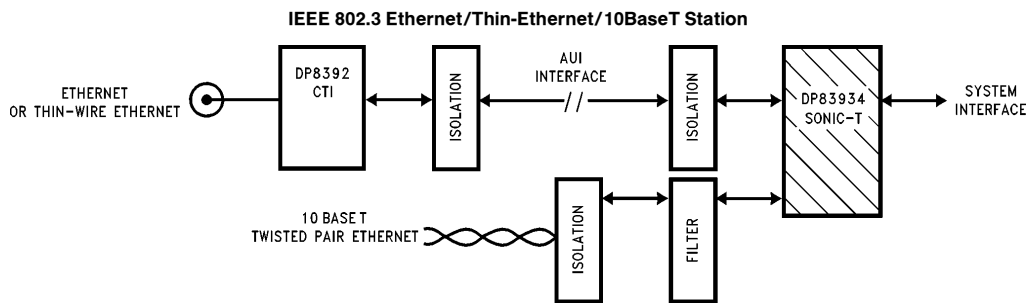 IEEE 802.3 Ethernet/Thin-Ethernet/10BaseT Station
ETHERNET
OR THIN-WIRE ETHERNET
DP8392
CTI
ISOLATION
AUI
INTERFACE
ISOLATION
DP83934
SONIC-T
SYSTEM
INTERFACE
10 BASE T
TWISTED PAIR ETHERNET
ISOLATION
FILTER